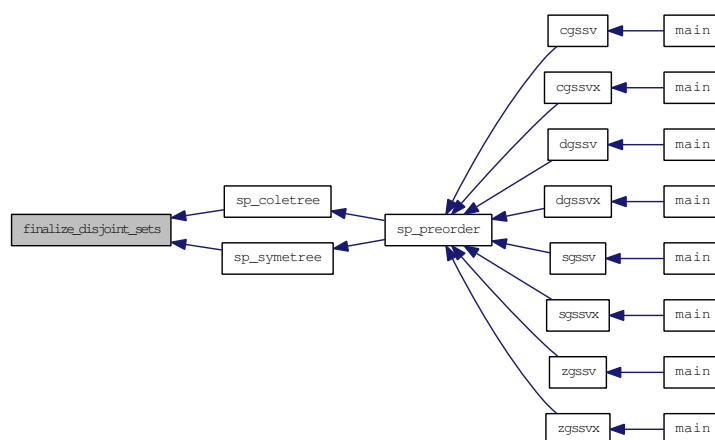 cgssv main
cgssvx main
dgssv main
sp_coletree dgssvx main
finalize_disjoint_sets sp_preorder
sp_symetree sgssv main
sgssvx main
zgssv main
zgssvx main